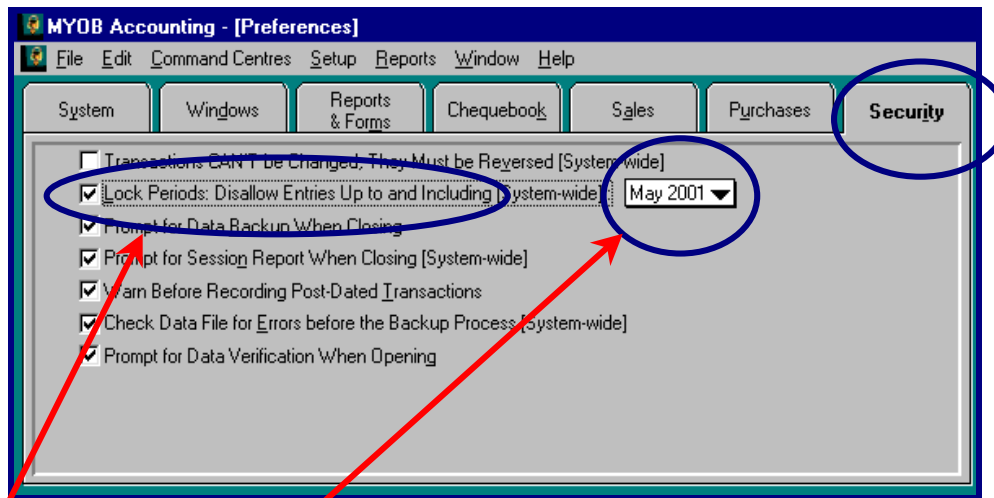 MYOB Accounting - [Preferences]
File Edit Command Centres Setup Reports Window Help
System Windows Reports & Forms Chequebook Sales Purchases Security
Transactions CAN'T be Changed; They Must be Reversed [System-wide]
Lock Periods: Disallow Entries Up to and Including [System-wide] May 2001
Prompt for Data Backup When Closing
Prompt for Session Report When Closing [System-wide]
Warn Before Recording Post-Dated Transactions
Check Data File for Errors before the Backup Process [System-wide]
Prompt for Data Verification When Opening